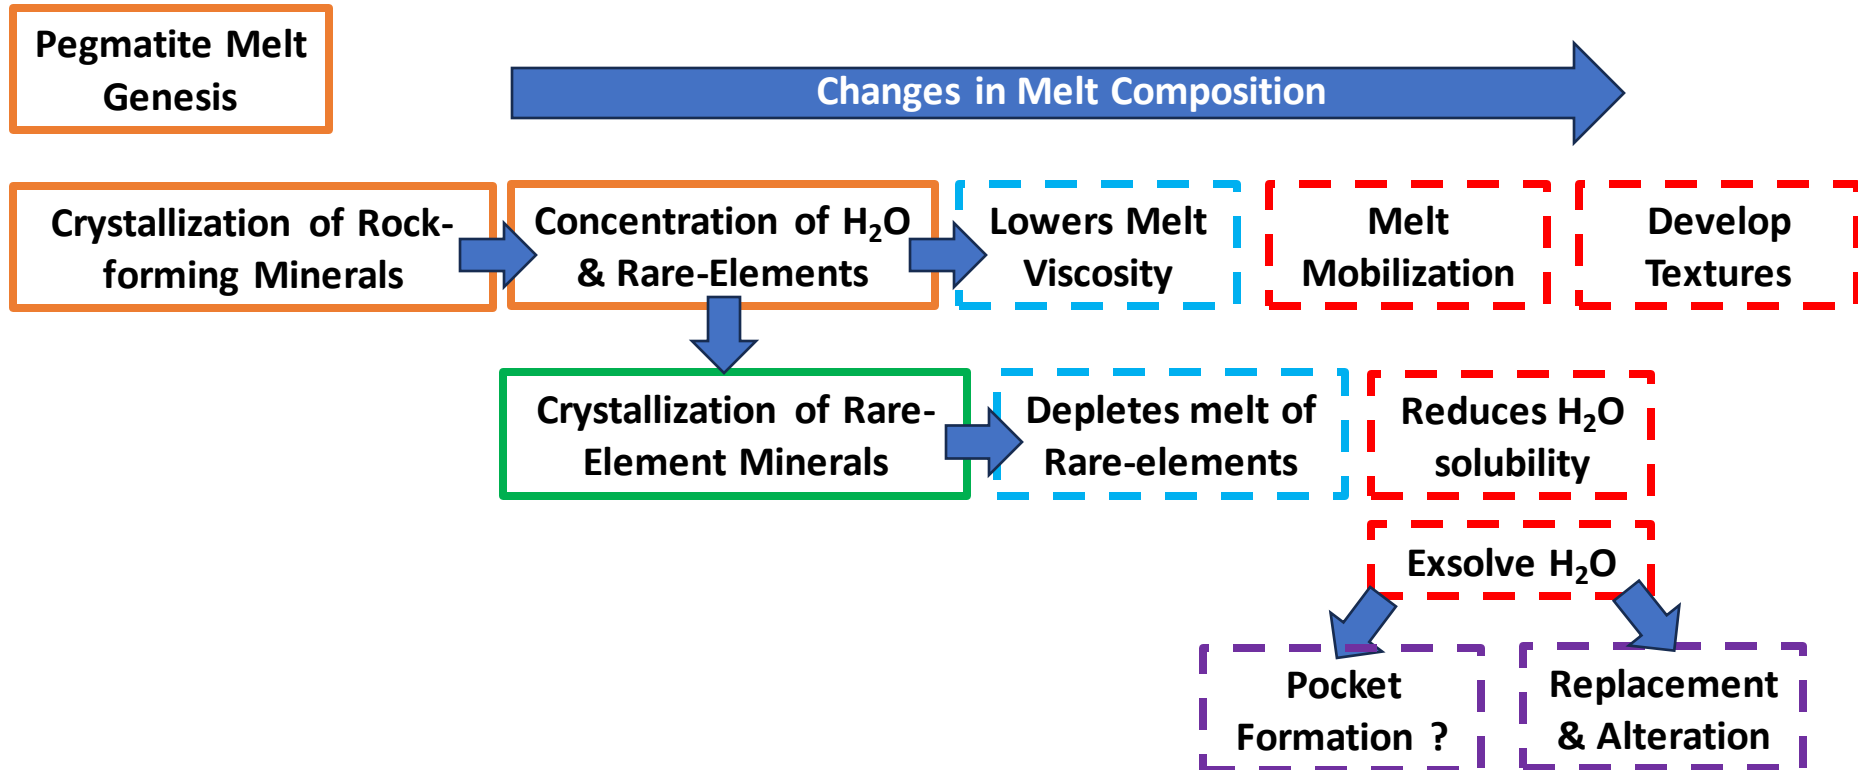 Pegmatite Melt
Genesis
Changes in Melt Composition
Crystallization of Rock-
forming Minerals
Concentration of H₂O
& Rare-Elements
Lowers Melt
Viscosity
Melt
Mobilization
Develop
Textures
Crystallization of Rare-
Element Minerals
Depletes melt of
Rare-elements
Reduces H₂O
solubility
Exsolve H₂O
Pocket
Formation ?
Replacement
& Alteration